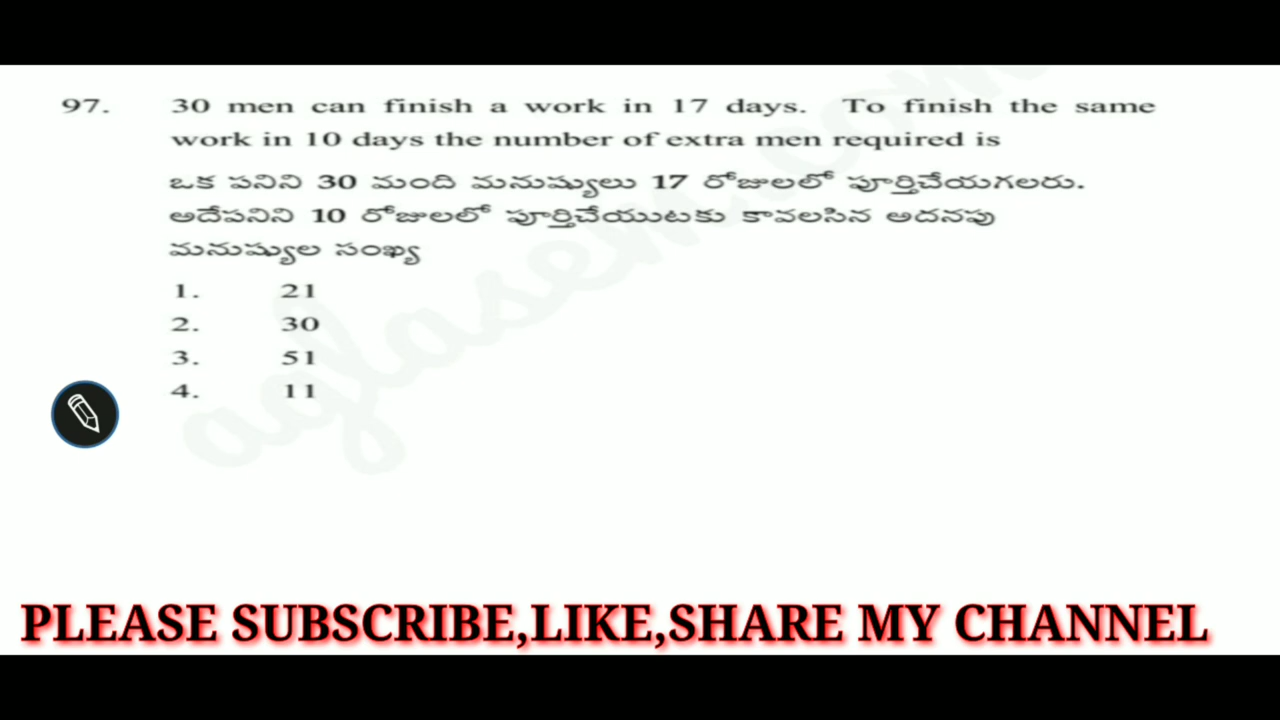 97. 30 men can finish a work in 17 days. To finish the same
work in 10 days the number of extra men required is
ఒక పనిని 30 మంది మనుష్యులు 17 రోజులలో పూర్తిచేయగలరు.
అదేపనిని 10 రోజులలో పూర్తిచేయుటకు కావలసిన అదనపు
మనుష్యుల సంఖ్య
1. 21
2. 30
3. 51
4. 11
aglasem.com
PLEASE SUBSCRIBE,LIKE,SHARE MY CHANNEL